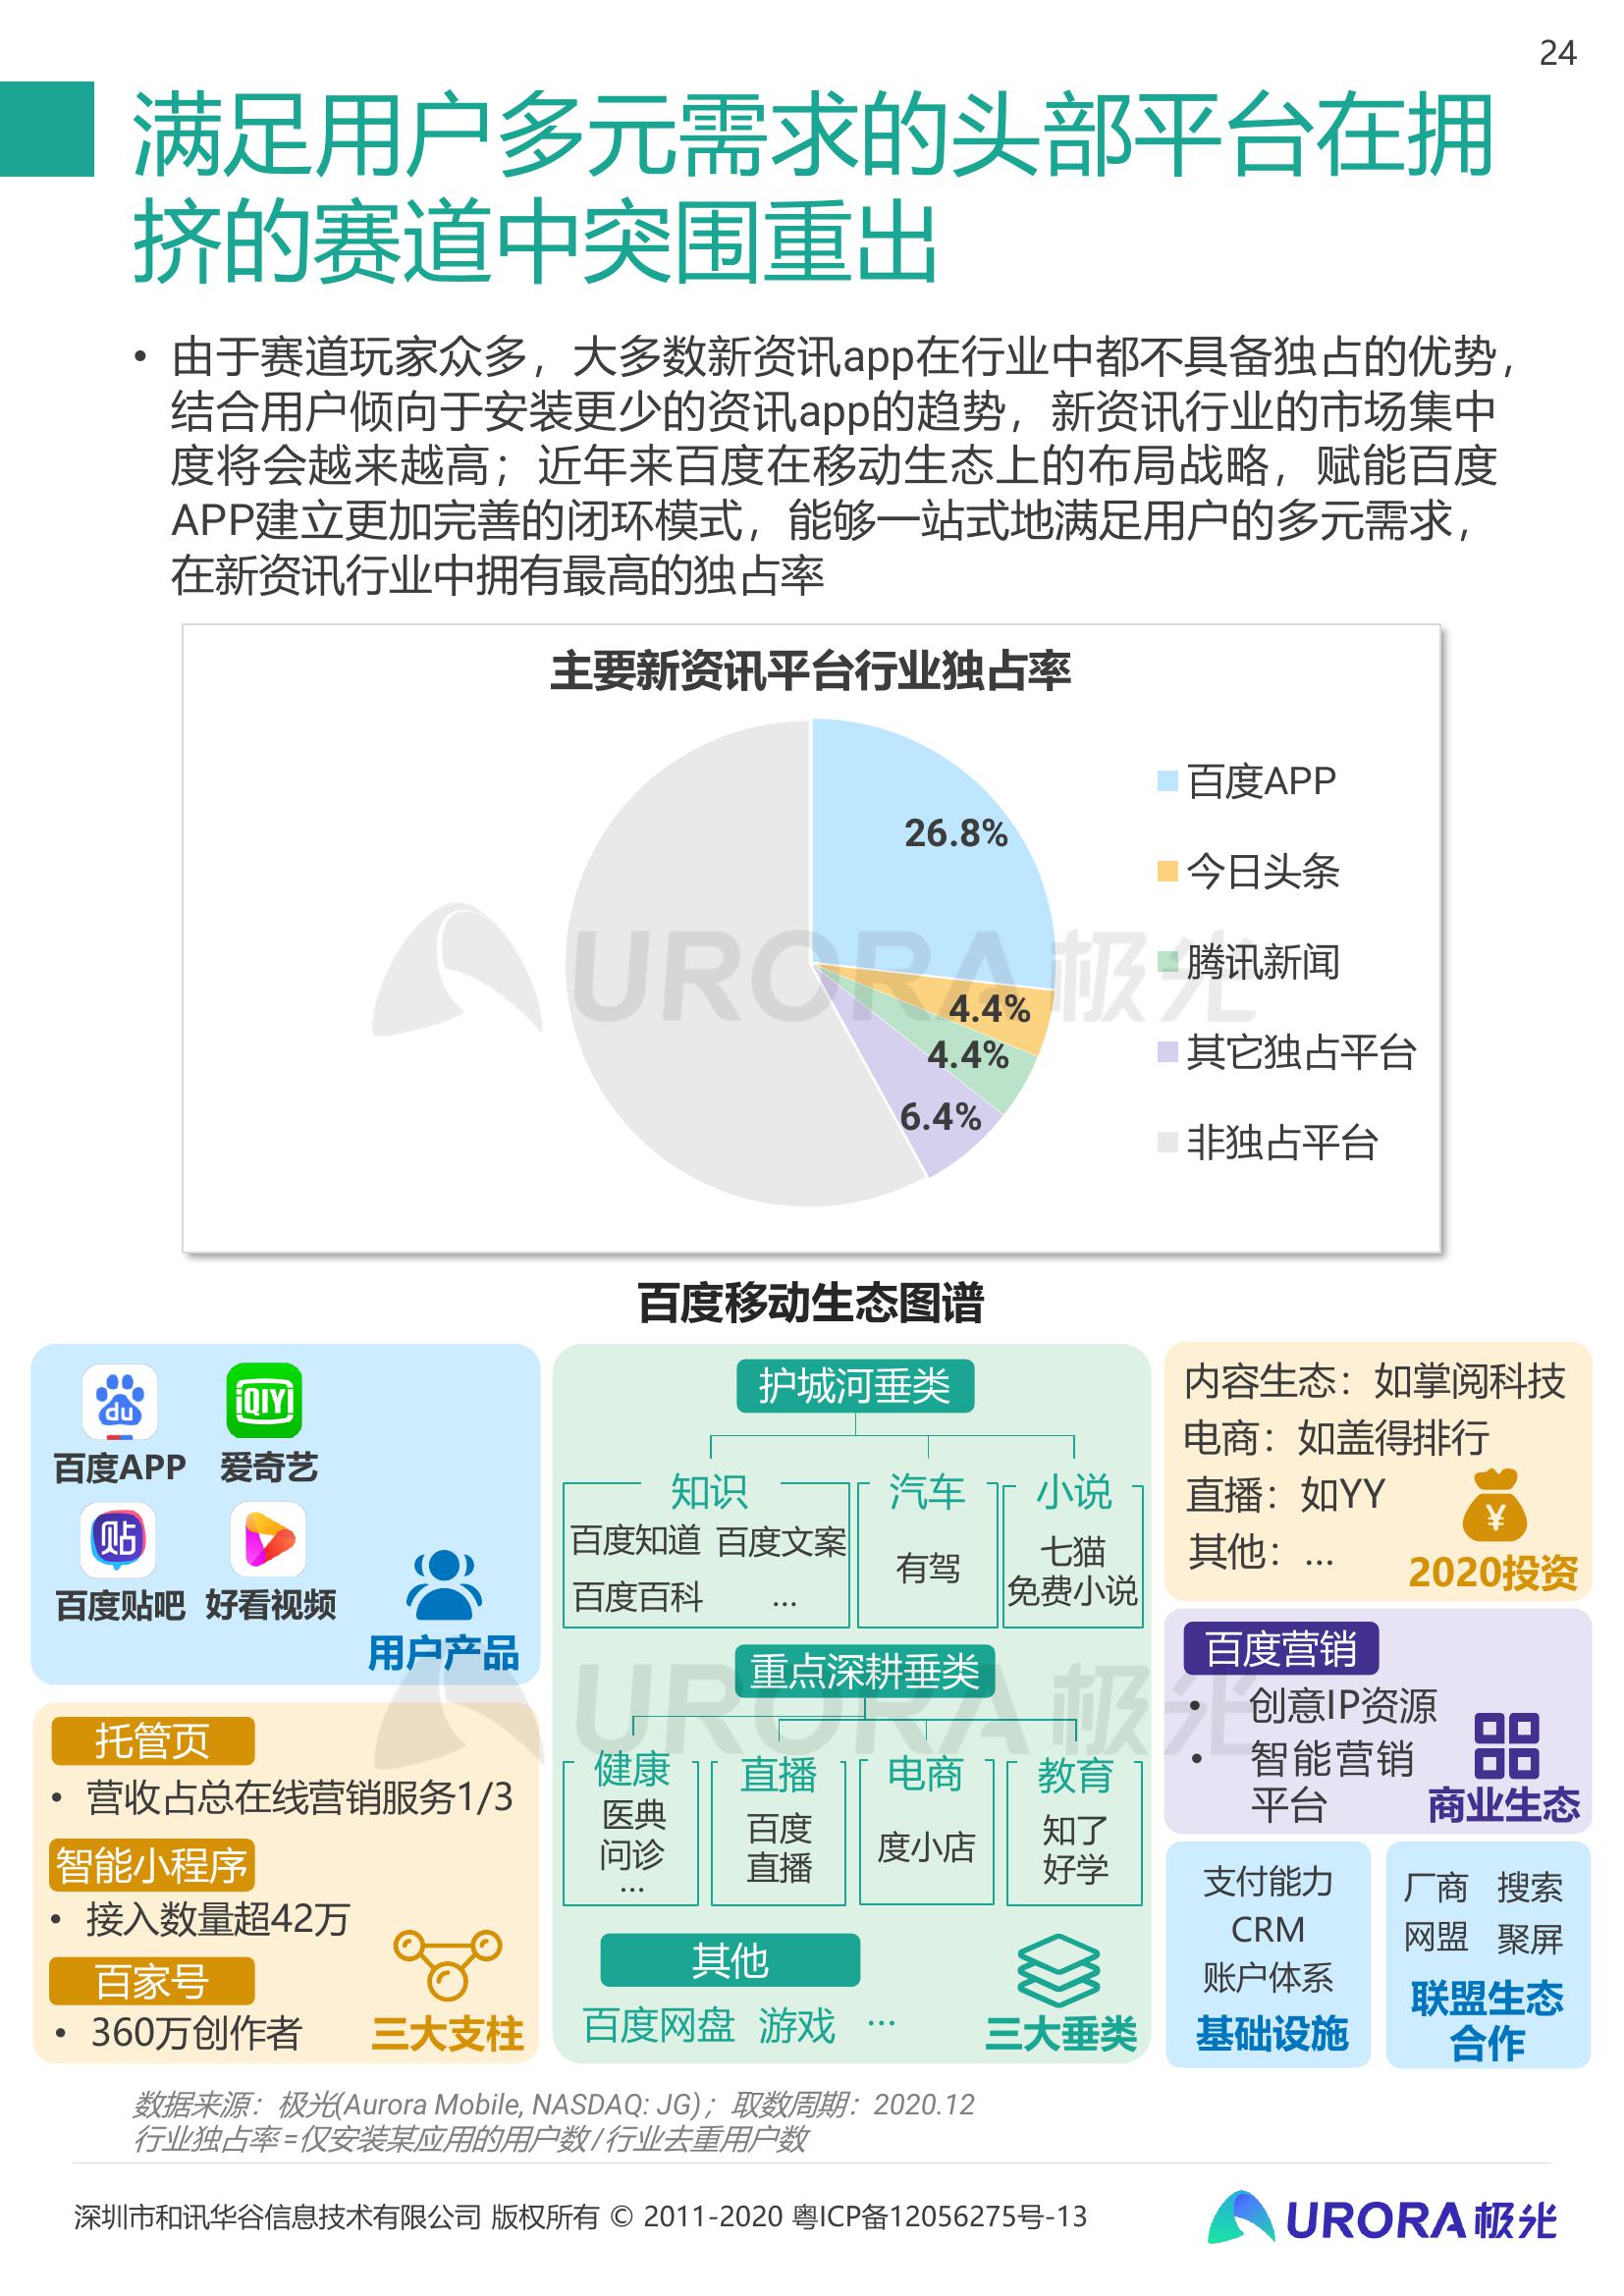 24
满足用户多元需求的头部平台在拥
挤的赛道中突围重出
• 由于赛道玩家众多，大多数新资讯app在行业中都不具备独占的优势，
结合用户倾向于安装更少的资讯app的趋势，新资讯行业的市场集中
度将会越来越高；近年来百度在移动生态上的布局战略，赋能百度
APP建立更加完善的闭环模式，能够一站式地满足用户的多元需求，
在新资讯行业中拥有最高的独占率
主要新资讯平台行业独占率
26.8%
4.4%
4.4%
6.4%
百度APP
今日头条
腾讯新闻
其它独占平台
非独占平台
URORA 极光
百度移动生态图谱
du
iQIYI
百度APP 爱奇艺
贴
百度贴吧 好看视频
用户产品
托管页
• 营收占总在线营销服务1/3
智能小程序
• 接入数量超42万
百家号
• 360万创作者
三大支柱
护城河垂类
知识
百度知道 百度文案
百度百科 ...
汽车
有驾
小说
七猫
免费小说
重点深耕垂类
健康
医典
问诊
...
直播
百度
直播
电商
度小店
教育
知了
好学
其他
百度网盘 游戏 ...
三大垂类
内容生态：如掌阅科技
电商：如盖得排行
直播：如YY
其他：...
¥
2020投资
百度营销
• 创意IP资源
• 智能营销
平台
商业生态
支付能力
CRM
账户体系
基础设施
厂商 搜索
网盟 聚屏
联盟生态
合作
URORA 极光
数据来源：极光(Aurora Mobile, NASDAQ: JG)；取数周期：2020.12
行业独占率=仅安装某应用的用户数/行业去重用户数
深圳市和讯华谷信息技术有限公司 版权所有 © 2011-2020 粤ICP备12056275号-13
URORA 极光